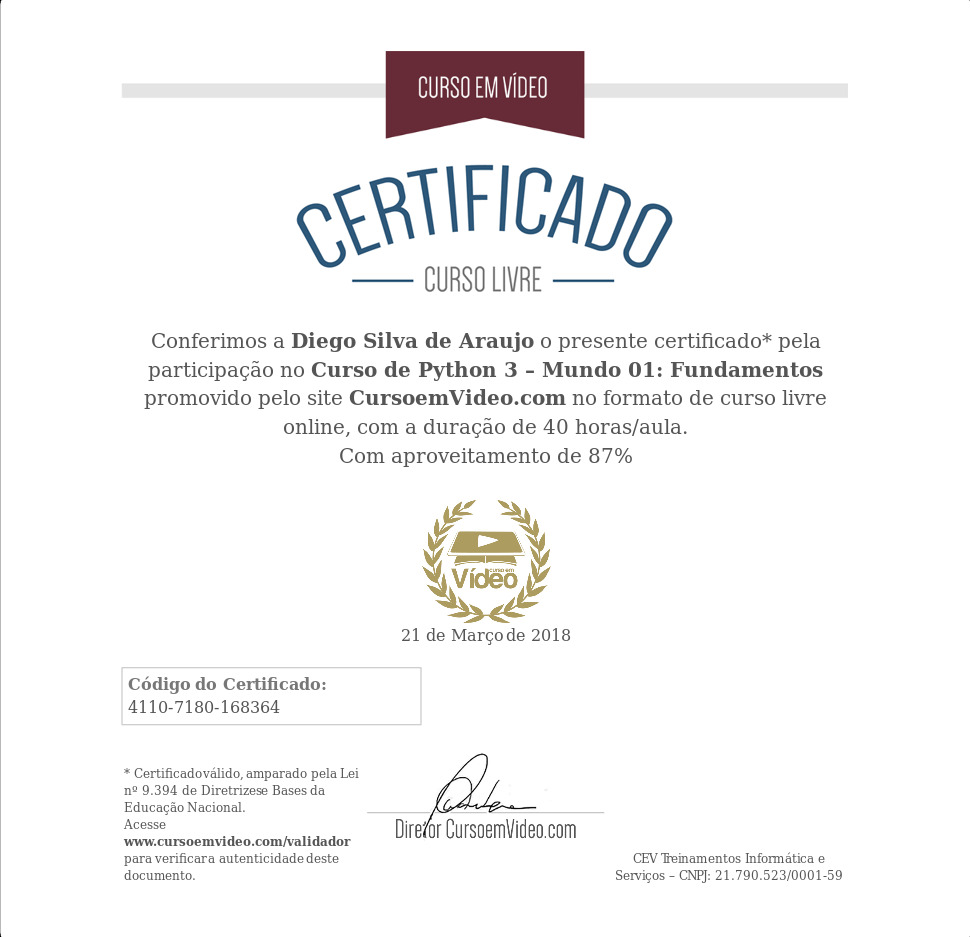 CURSO EM VÍDEO
CERTIFICADO
CURSO LIVRE
Conferimos a Diego Silva de Araujo o presente certificado* pela
participação no Curso de Python 3 – Mundo 01: Fundamentos
promovido pelo site CursoemVideo.com no formato de curso livre
online, com a duração de 40 horas/aula.
Com aproveitamento de 87%
curso em
Vídeo
21 de Março de 2018
Código do Certificado:
4110-7180-168364
* Certificado válido, amparado pela Lei
nº 9.394 de Diretrizes e Bases da
Educação Nacional.
Acesse
www.cursoemvideo.com/validador
para verificar a autenticidade deste
documento.
Diretor CursoemVideo.com
CEV Treinamentos Informática e
Serviços – CNPJ: 21.790.523/0001-59